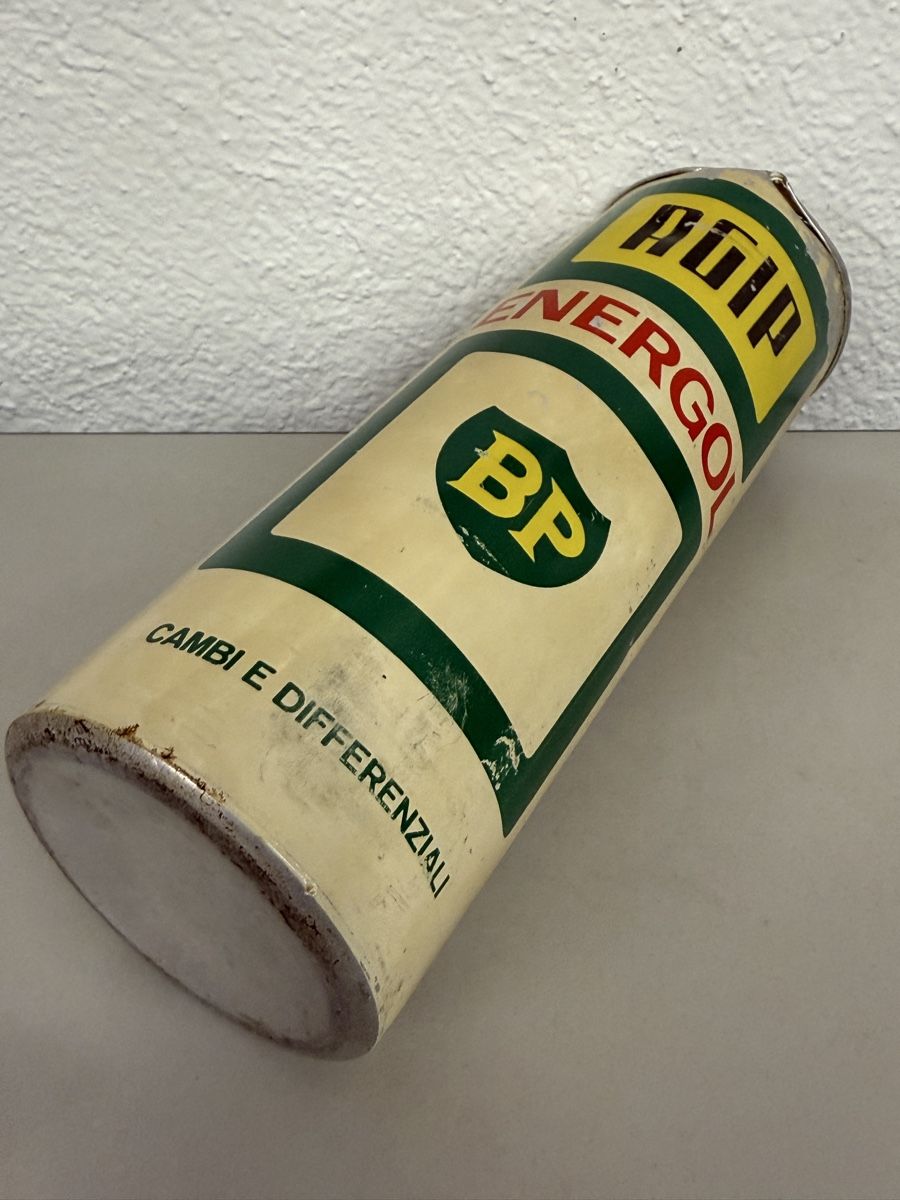 Agip
ENERGOL
BP
CAMBI E DIFFERENZIALI